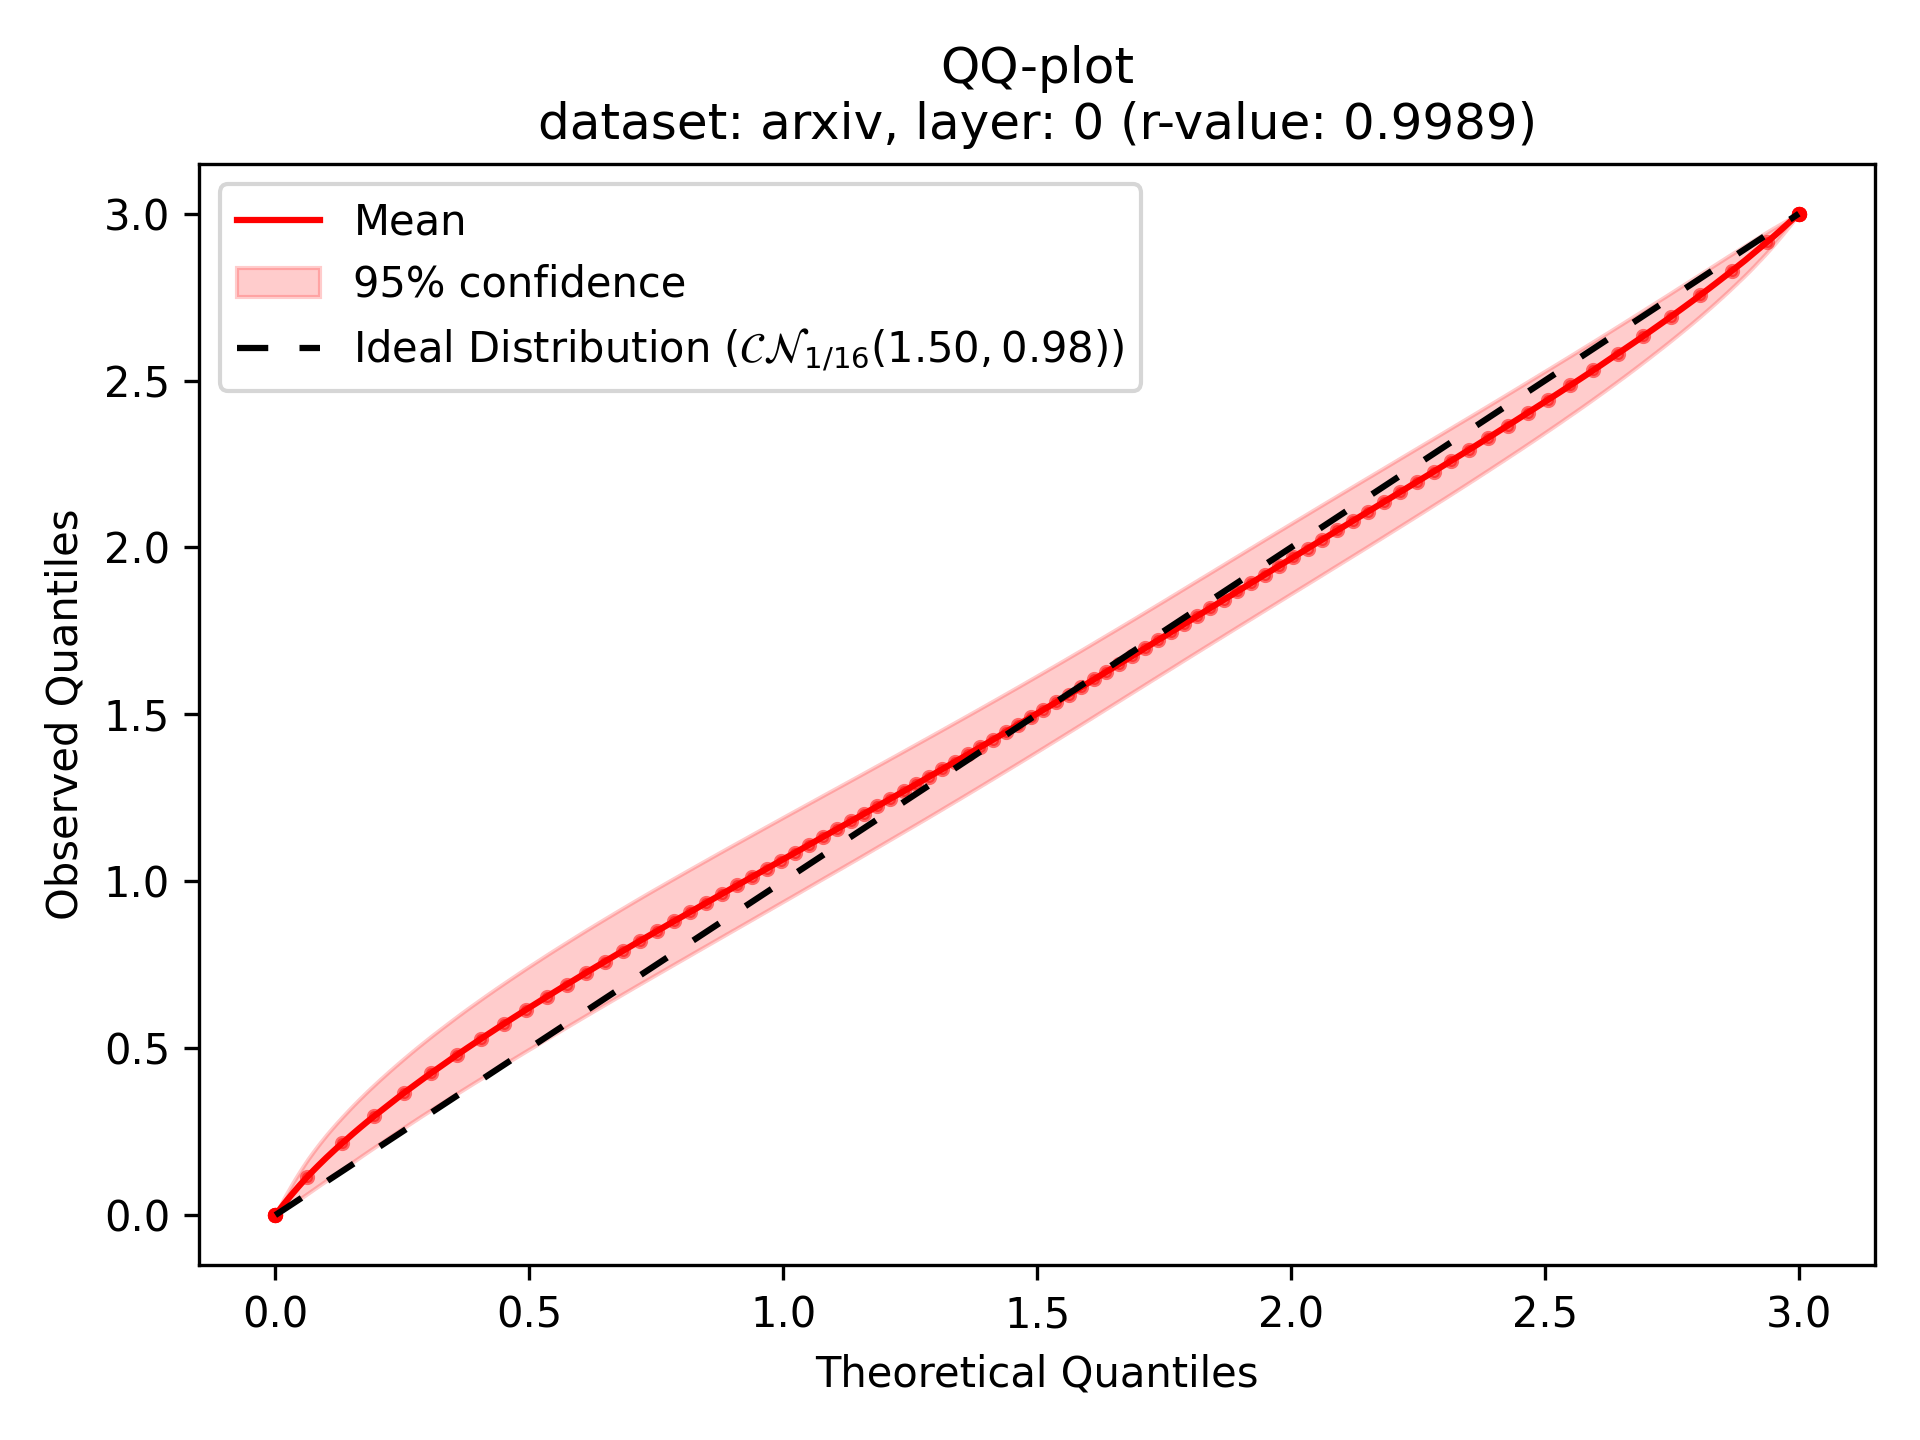 QQ-plot
dataset: arxiv, layer: 0 (r-value: 0.9989)
Mean
95% confidence
Ideal Distribution (𝒞𝒩₁/₁₆(1.50, 0.98))
3.0
2.5
2.0
1.5
1.0
0.5
0.0
Observed Quantiles
0.0 0.5 1.0 1.5 2.0 2.5 3.0
Theoretical Quantiles